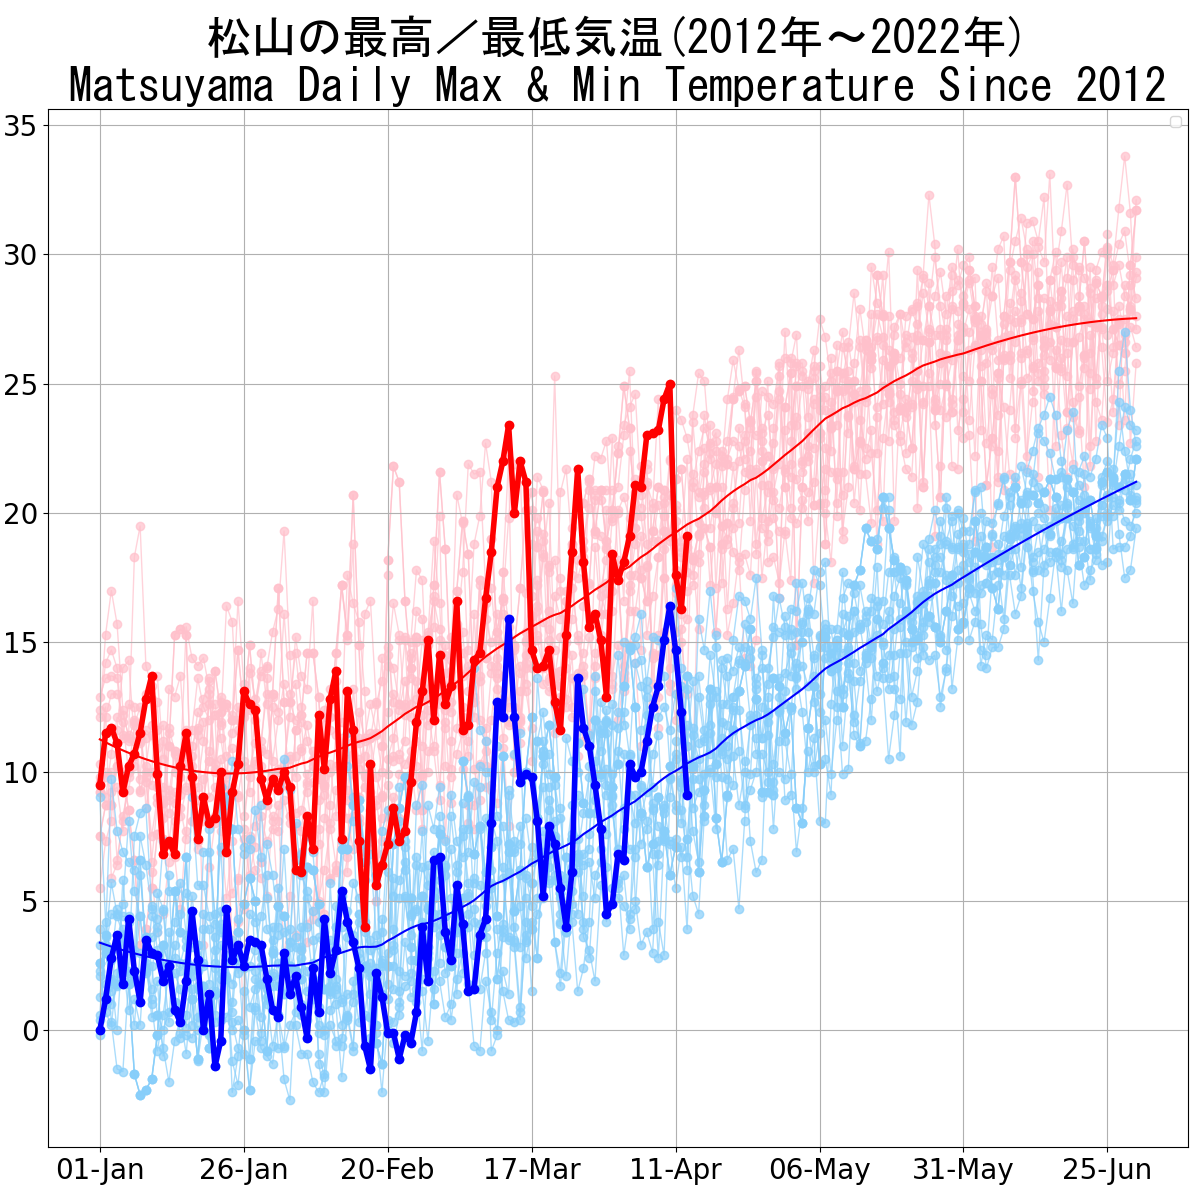 松山の最高／最低気温(2012年～2022年)
Matsuyama Daily Max & Min Temperature Since 2012
35
30
25
20
15
10
5
0
01-Jan 26-Jan 20-Feb 17-Mar 11-Apr 06-May 31-May 25-Jun